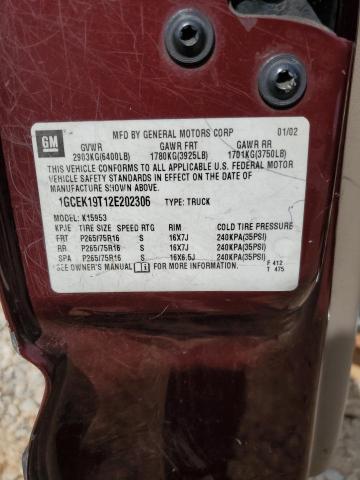 GM
MFD BY GENERAL MOTORS CORP 01/02
GVWR GAWR FRT GAWR RR
2903KG(6400LB) 1780KG(3925LB) 1701KG(3750LB)
THIS VEHICLE CONFORMS TO ALL APPLICABLE U.S. FEDERAL MOTOR
VEHICLE SAFETY STANDARDS IN EFFECT ON THE DATE OF
MANUFACTURE SHOWN ABOVE.
1GCEK19T12E202306 TYPE: TRUCK
MODEL: K15953
KPJE TIRE SIZE SPEED RTG RIM COLD TIRE PRESSURE
FRT P265/75R16 S 16X7J 240KPA(35PSI)
RR P265/75R16 S 16X7J 240KPA(35PSI)
SPA P265/75R16 S 16X6.5J 240KPA(35PSI)
SEE OWNERS MANUAL FOR MORE INFORMATION. F 412
T 475